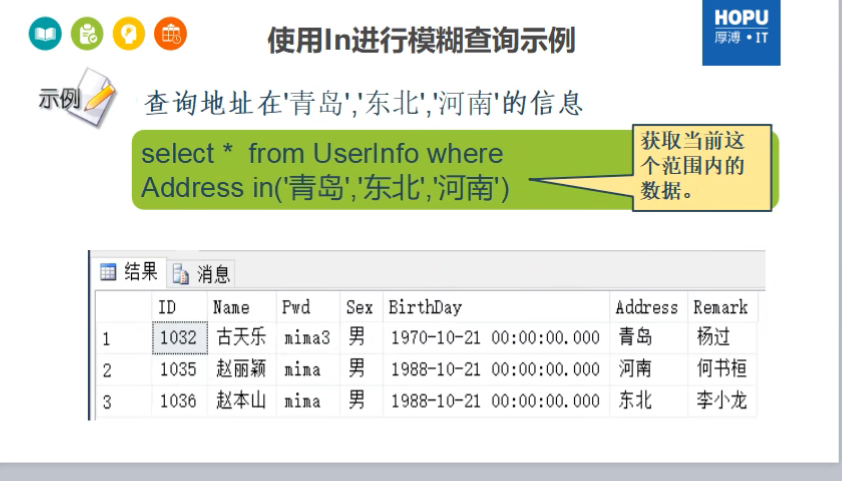 使用In进行模糊查询示例
HOPU
厚溥·IT
示例
查询地址在'青岛','东北','河南'的信息
select *  from UserInfo where
Address in('青岛','东北','河南')
获取当前这
个范围内的
数据。
结果 消息
ID Name Pwd Sex BirthDay Address Remark
1 1032 古天乐 mima3 男 1970-10-21 00:00:00.000 青岛 杨过
2 1035 赵丽颖 mima 男 1988-10-21 00:00:00.000 河南 何书桓
3 1036 赵本山 mima 男 1988-10-21 00:00:00.000 东北 李小龙